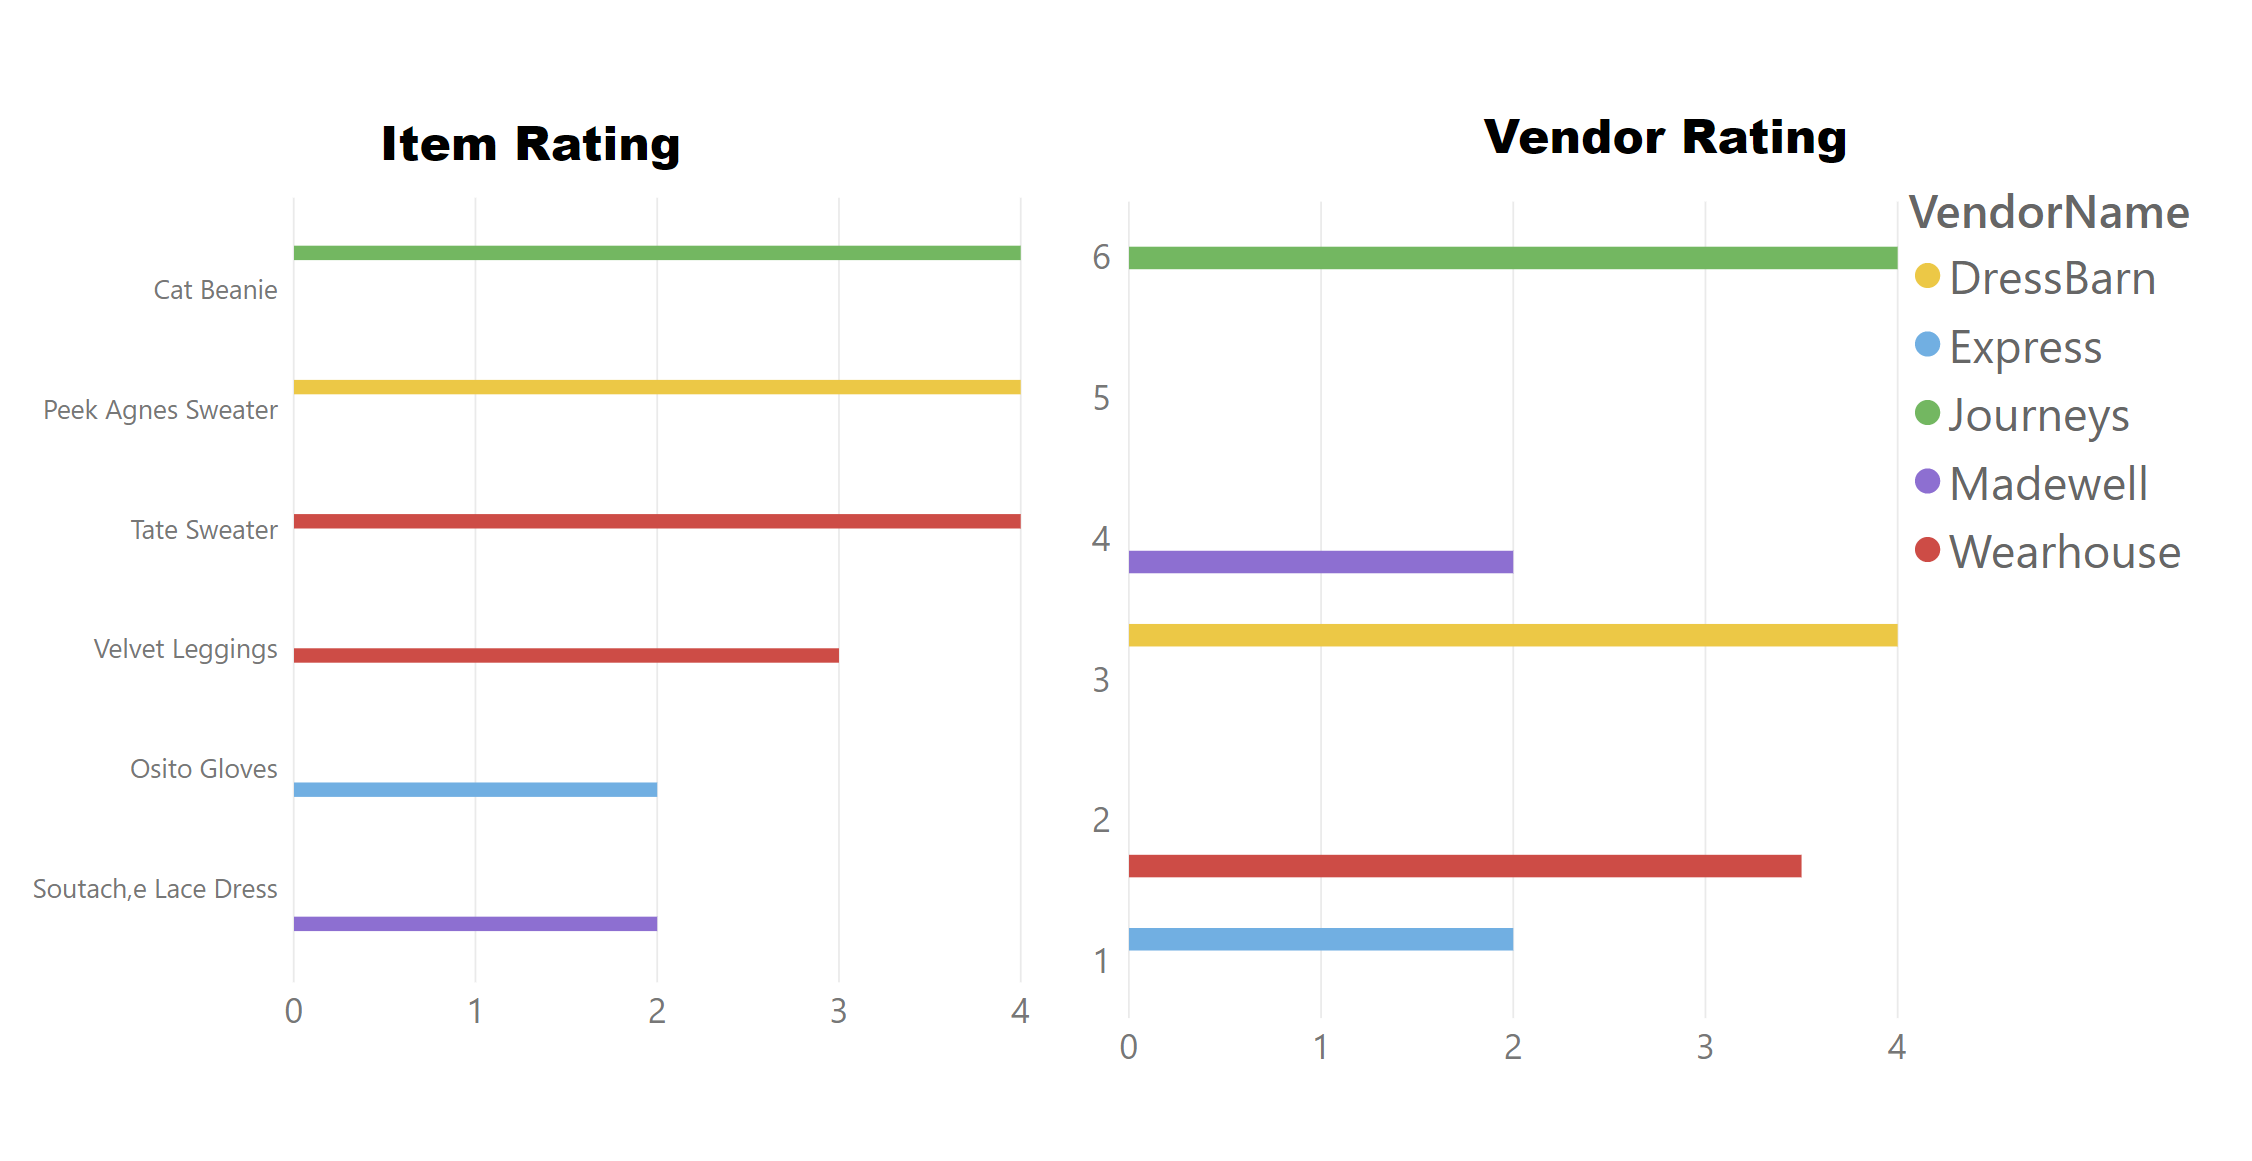 Item Rating
Cat Beanie
Peek Agnes Sweater
Tate Sweater
Velvet Leggings
Osito Gloves
Soutach,e Lace Dress
0 1 2 3 4
Vendor Rating
6
5
4
3
2
1
0 1 2 3 4
VendorName
DressBarn
Express
Journeys
Madewell
Wearhouse